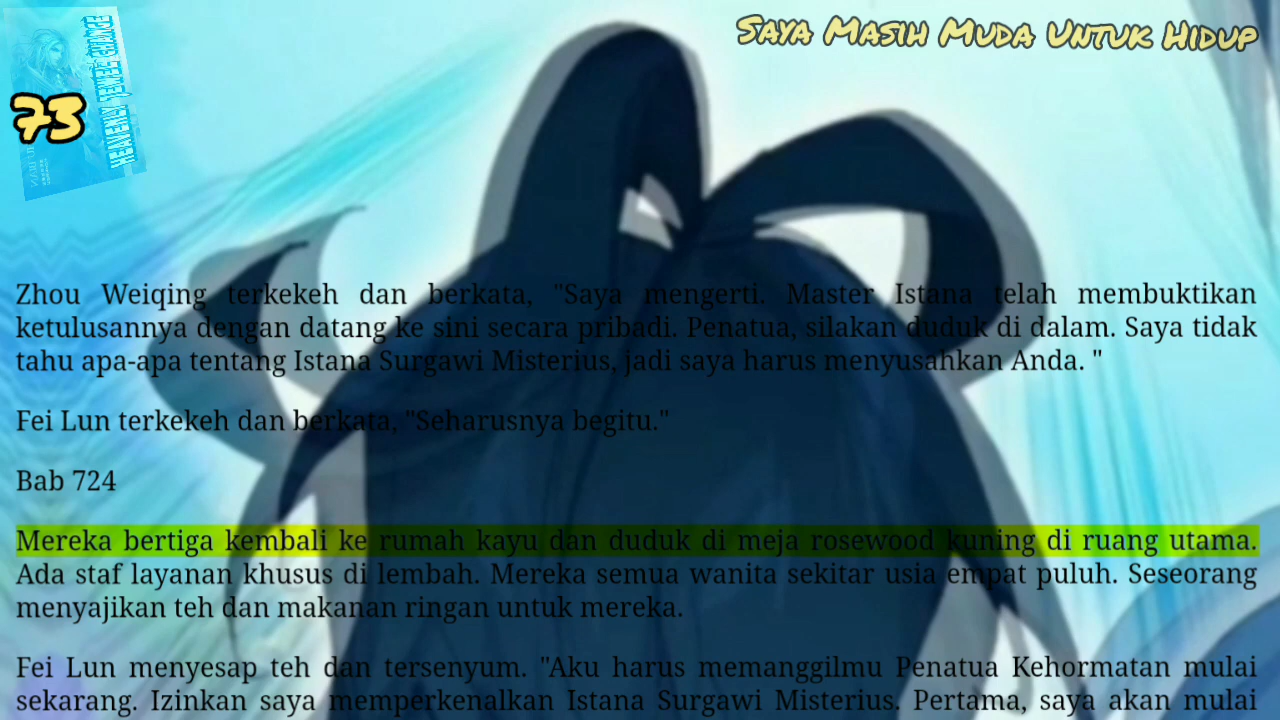 Saya Masih Muda Untuk Hidup
73
HEAVENLY JEWEL CHANGE
Zhou Weiqing terkekeh dan berkata, "Saya mengerti. Master Istana telah membuktikan
ketulusannya dengan datang ke sini secara pribadi. Penatua, silakan duduk di dalam. Saya tidak
tahu apa-apa tentang Istana Surgawi Misterius, jadi saya harus menyusahkan Anda. "
Fei Lun terkekeh dan berkata, "Seharusnya begitu."
Bab 724
Mereka bertiga kembali ke rumah kayu dan duduk di meja rosewood kuning di ruang utama.
Ada staf layanan khusus di lembah. Mereka semua wanita sekitar usia empat puluh. Seseorang
menyajikan teh dan makanan ringan untuk mereka.
Fei Lun menyesap teh dan tersenyum. "Aku harus memanggilmu Penatua Kehormatan mulai
sekarang. Izinkan saya memperkenalkan Istana Surgawi Misterius. Pertama, saya akan mulai